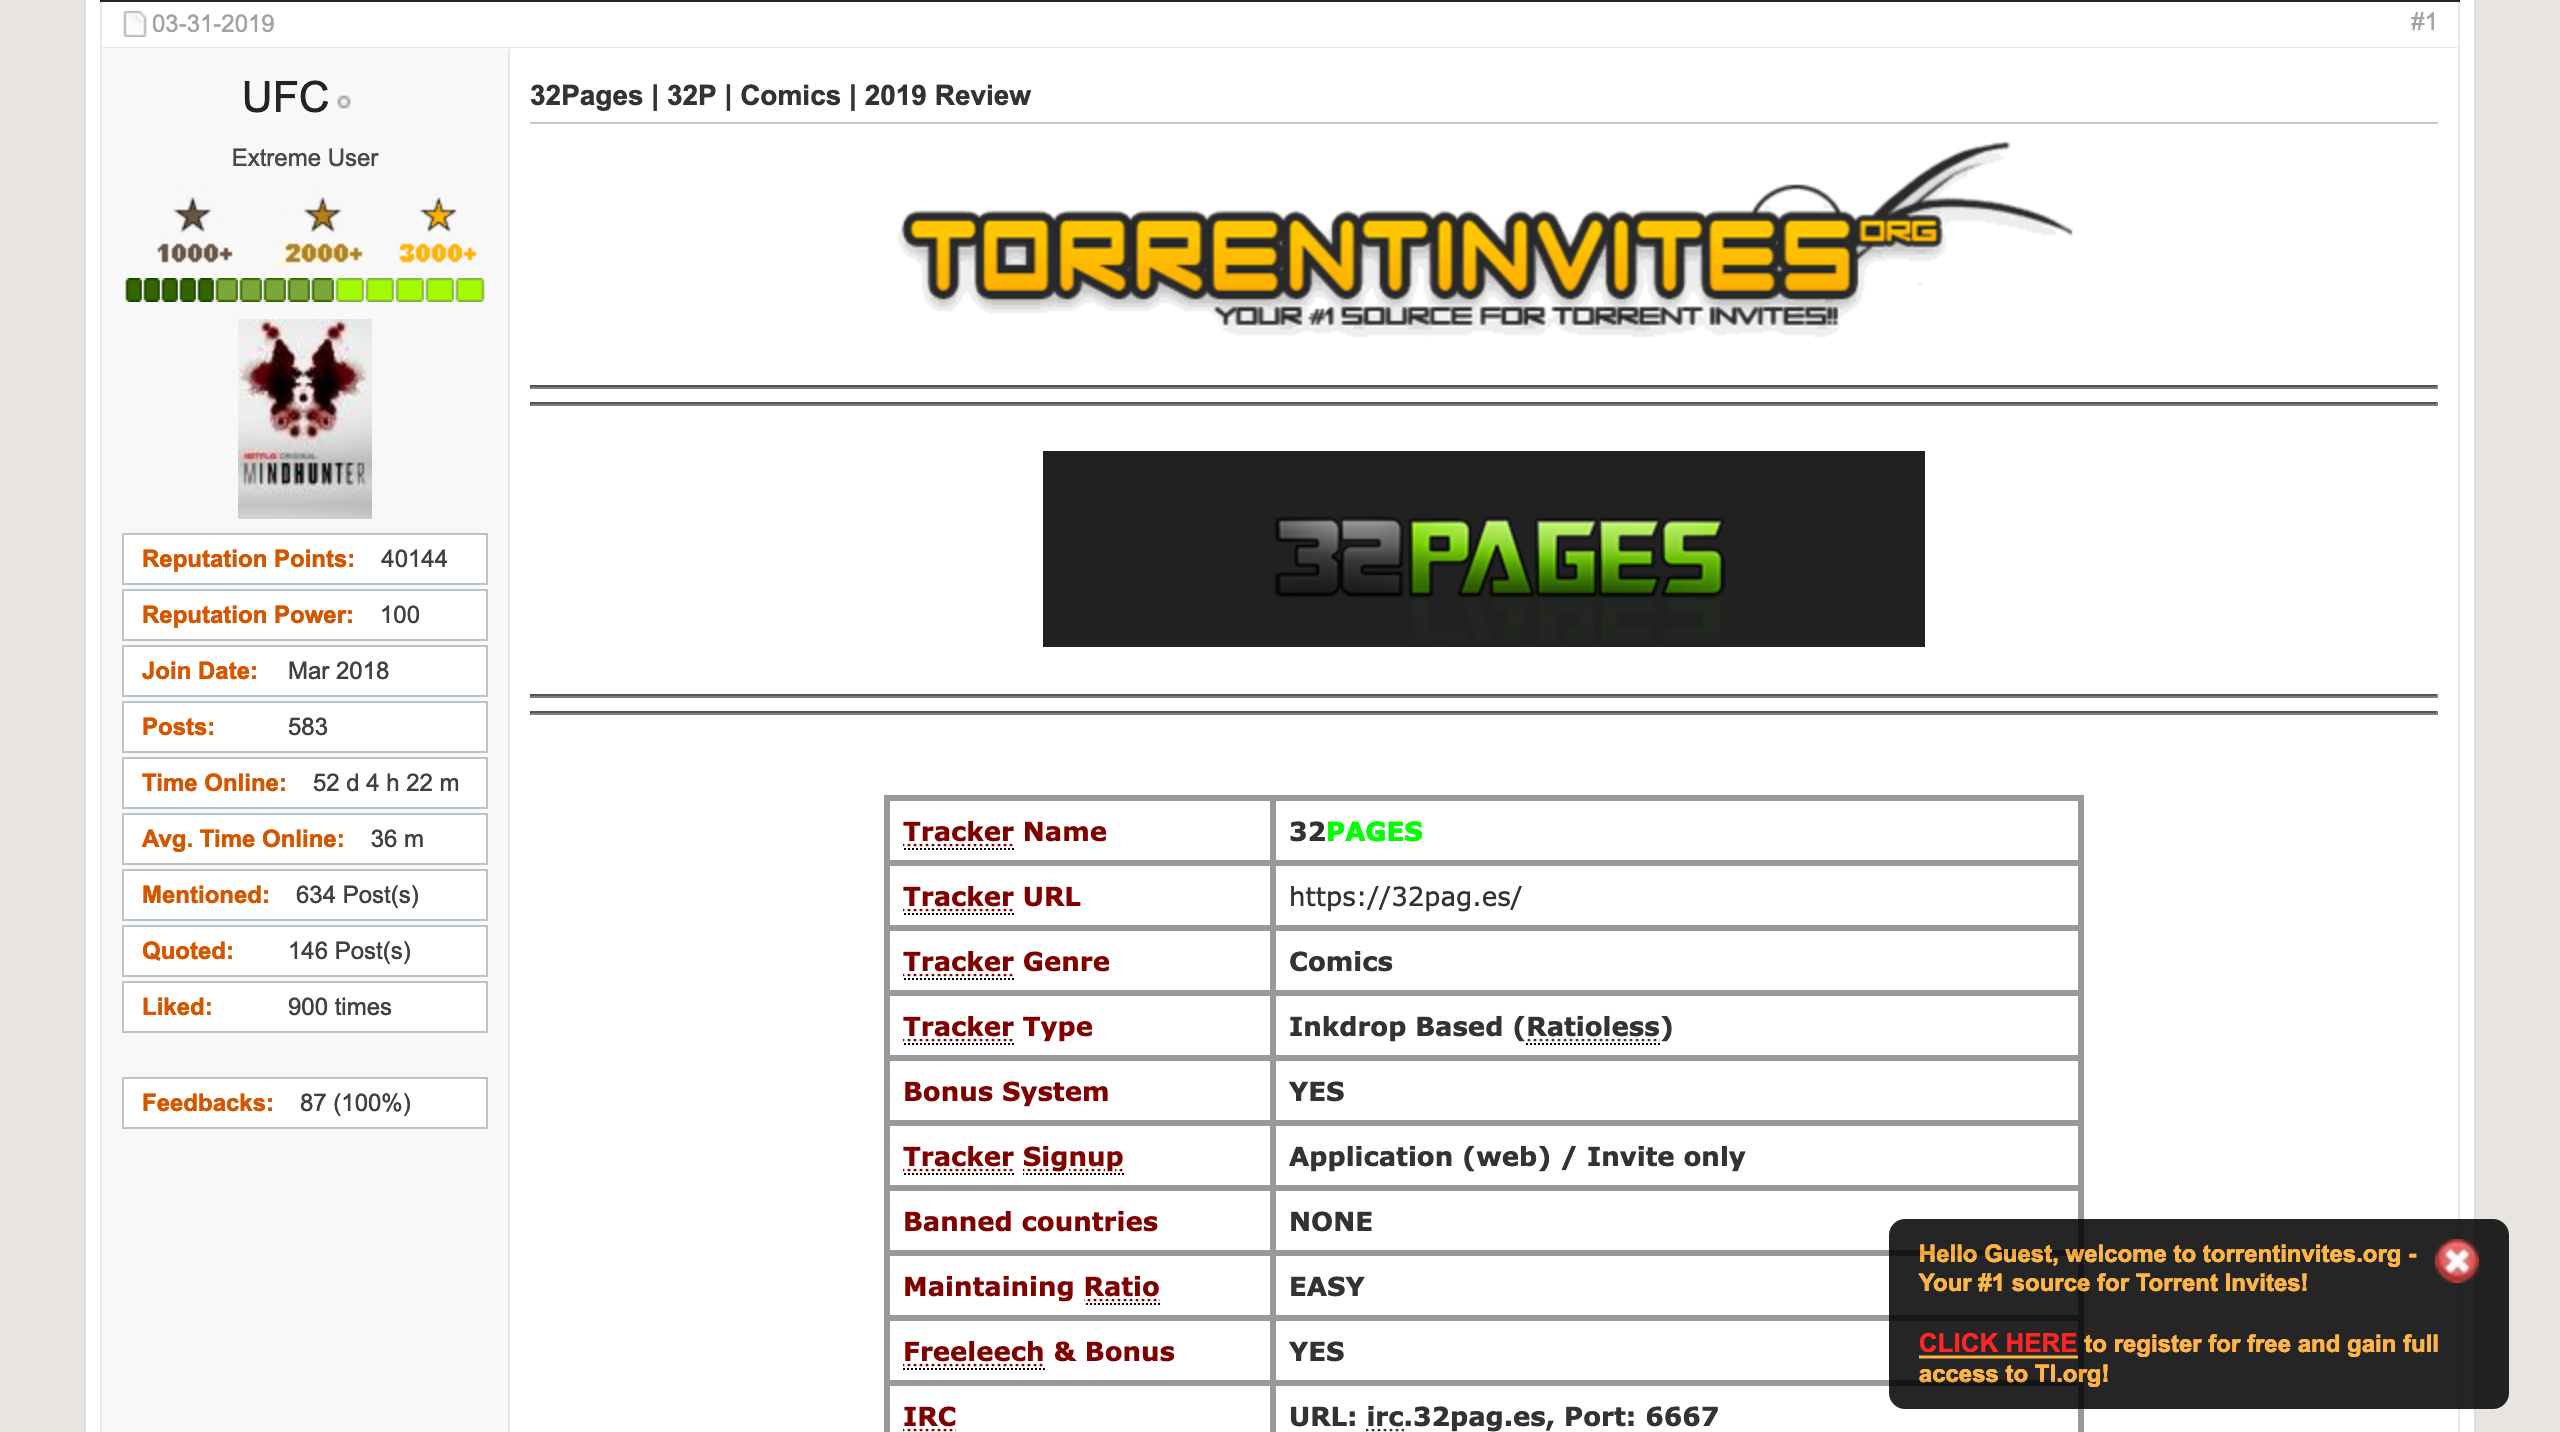 03-31-2019
#1
UFC
Extreme User
1000+ 2000+ 3000+
NETFLIX ORIGINAL
MINDHUNTER
Reputation Points: 40144
Reputation Power: 100
Join Date: Mar 2018
Posts: 583
Time Online: 52 d 4 h 22 m
Avg. Time Online: 36 m
Mentioned: 634 Post(s)
Quoted: 146 Post(s)
Liked: 900 times
Feedbacks: 87 (100%)
32Pages | 32P | Comics | 2019 Review
TORRENTINVITES ORG
YOUR #1 SOURCE FOR TORRENT INVITES!!
32PAGES
Tracker Name 32PAGES
Tracker URL https://32pag.es/
Tracker Genre Comics
Tracker Type Inkdrop Based (Ratioless)
Bonus System YES
Tracker Signup Application (web) / Invite only
Banned countries NONE
Maintaining Ratio EASY
Freeleech & Bonus YES
IRC URL: irc.32pag.es, Port: 6667
Hello Guest, welcome to torrentinvites.org -
Your #1 source for Torrent Invites!
CLICK HERE to register for free and gain full
access to TI.org!